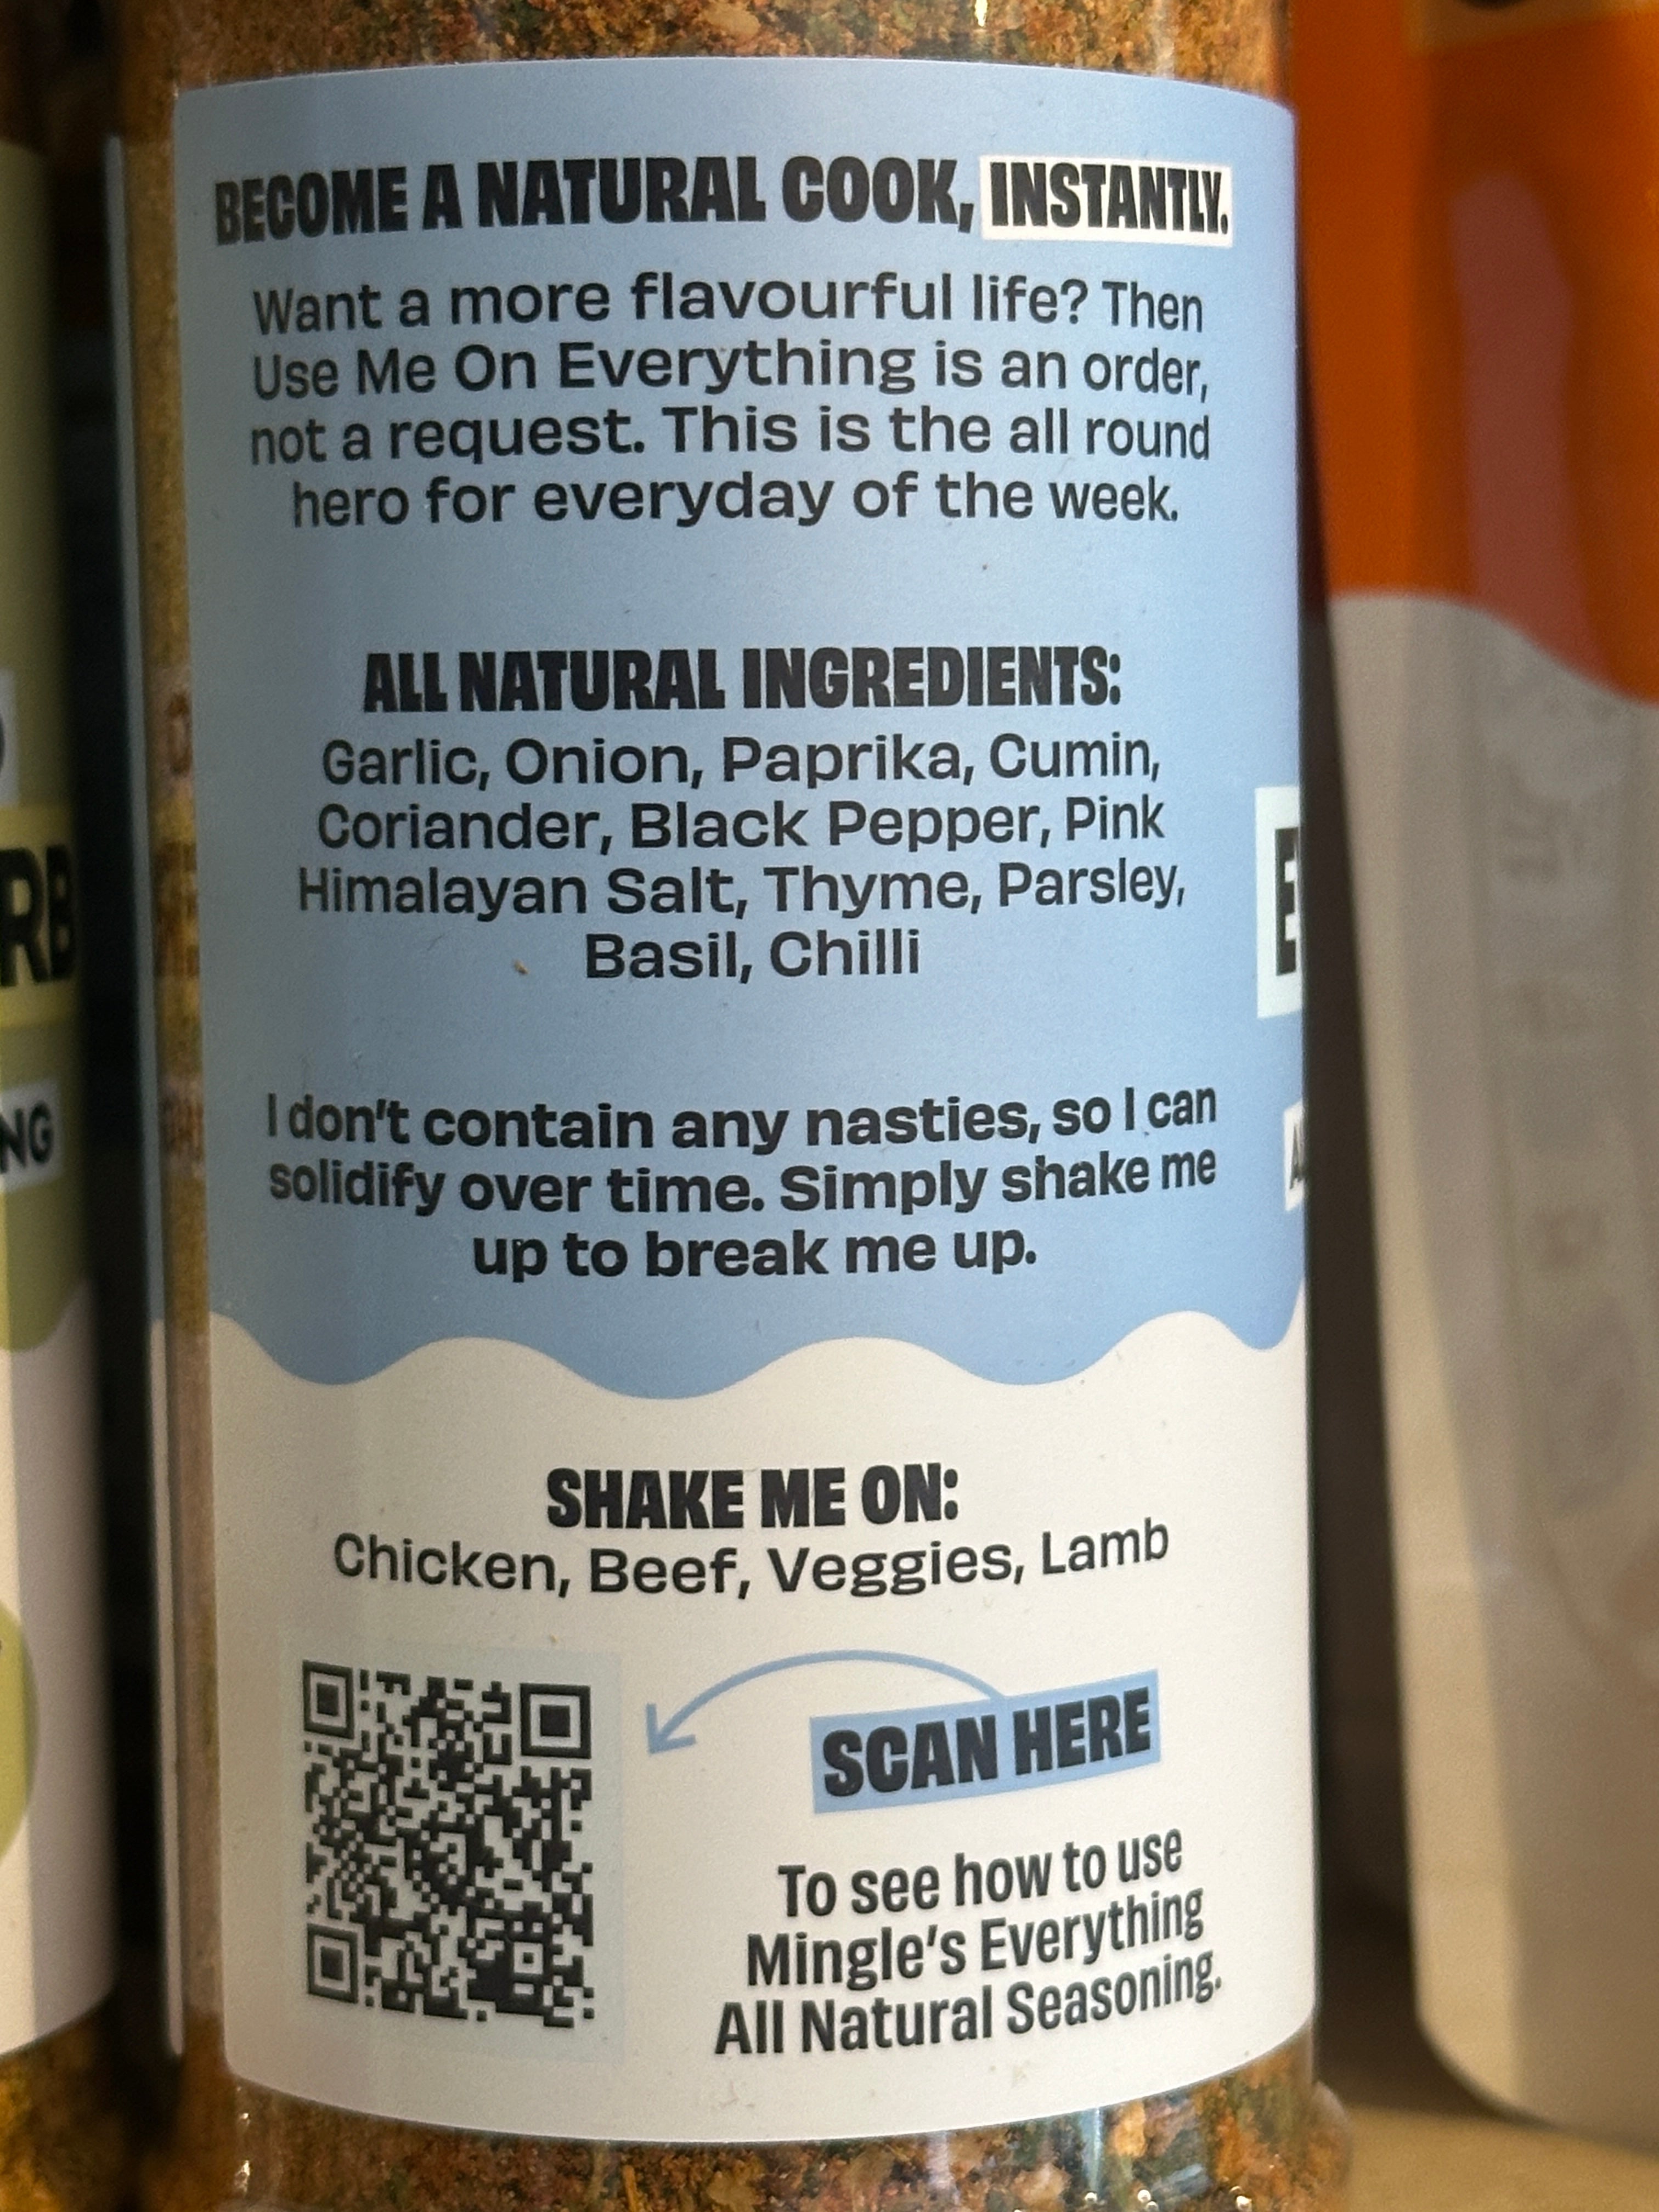 BECOME A NATURAL COOK, INSTANTLY.
Want a more flavourful life? Then
Use Me On Everything is an order,
not a request. This is the all round
hero for everyday of the week.
ALL NATURAL INGREDIENTS:
Garlic, Onion, Paprika, Cumin,
Coriander, Black Pepper, Pink
Himalayan Salt, Thyme, Parsley,
Basil, Chilli
I don't contain any nasties, so I can
solidify over time. Simply shake me
up to break me up.
SHAKE ME ON:
Chicken, Beef, Veggies, Lamb
SCAN HERE
To see how to use
Mingle's Everything
All Natural Seasoning.
RB
NG